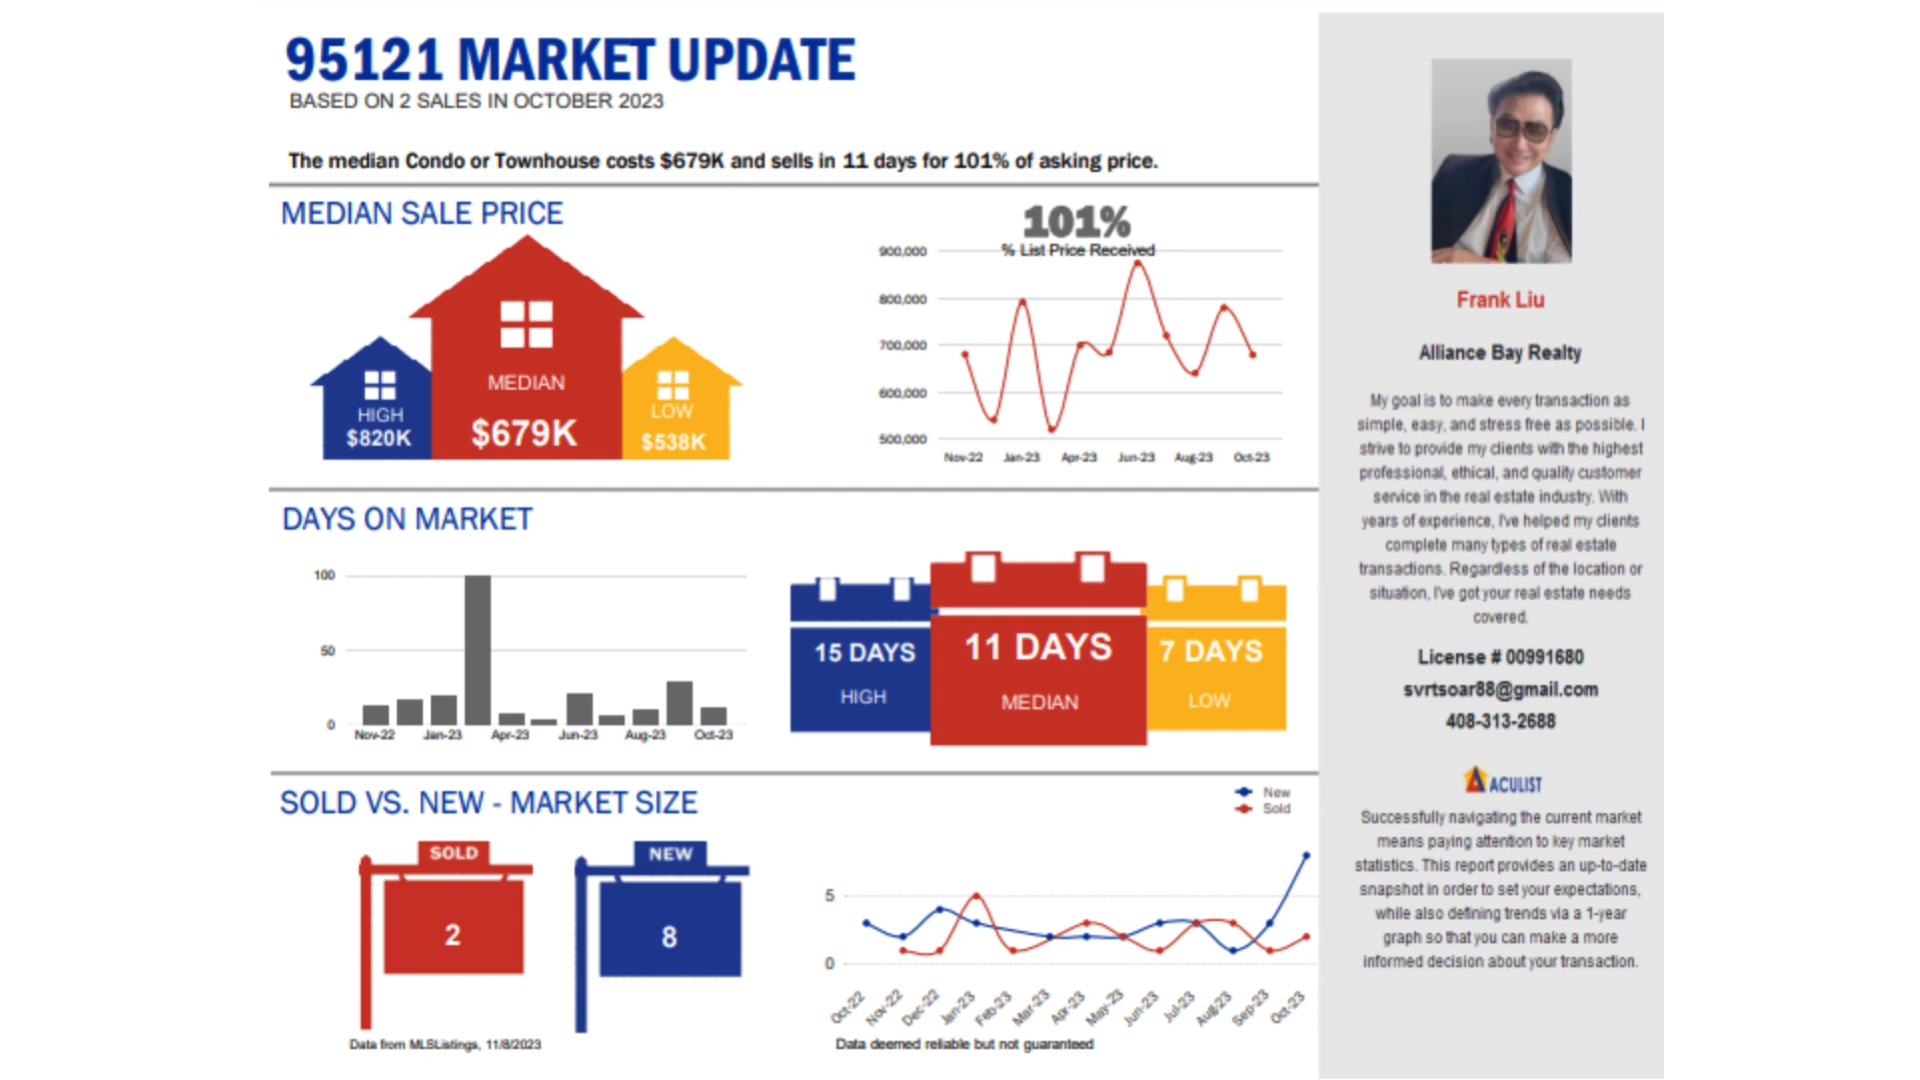 95121 MARKET UPDATE
BASED ON 2 SALES IN OCTOBER 2023
The median Condo or Townhouse costs $679K and sells in 11 days for 101% of asking price.
MEDIAN SALE PRICE
HIGH
$820K
MEDIAN
$679K
LOW
$538K
101%
% List Price Received
900,000
800,000
700,000
600,000
500,000
Nov-22 Jan-23 Apr-23 Jun-23 Aug-23 Oct-23
DAYS ON MARKET
100
50
0
Nov-22 Jan-23 Apr-23 Jun-23 Aug-23 Oct-23
15 DAYS
HIGH
11 DAYS
MEDIAN
7 DAYS
LOW
SOLD VS. NEW - MARKET SIZE
SOLD
2
NEW
8
New
Sold
5
0
Oct-22 Nov-22 Dec-22 Jan-23 Feb-23 Mar-23 Apr-23 May-23 Jun-23 Jul-23 Aug-23 Sep-23 Oct-23
Data from MLSListings, 11/8/2023
Data deemed reliable but not guaranteed
Frank Liu
Alliance Bay Realty
My goal is to make every transaction as
simple, easy, and stress free as possible. I
strive to provide my clients with the highest
professional, ethical, and quality customer
service in the real estate industry. With
years of experience, I've helped my clients
complete many types of real estate
transactions. Regardless of the location or
situation, I've got your real estate needs
covered.
License # 00991680
svrtsoar88@gmail.com
408-313-2688
ACULIST
Successfully navigating the current market
means paying attention to key market
statistics. This report provides an up-to-date
snapshot in order to set your expectations,
while also defining trends via a 1-year
graph so that you can make a more
informed decision about your transaction.